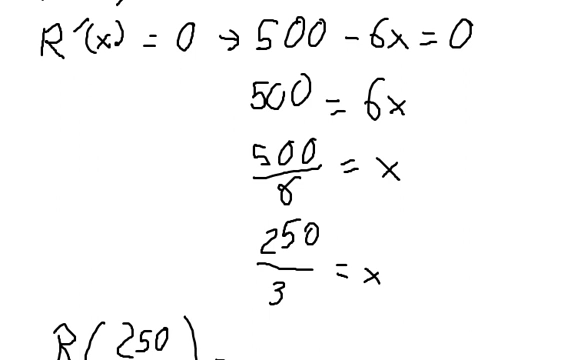 R'(x) = 0 → 500 - 6x = 0
500 = 6x
500/6 = x
250/3 = x
R(250)